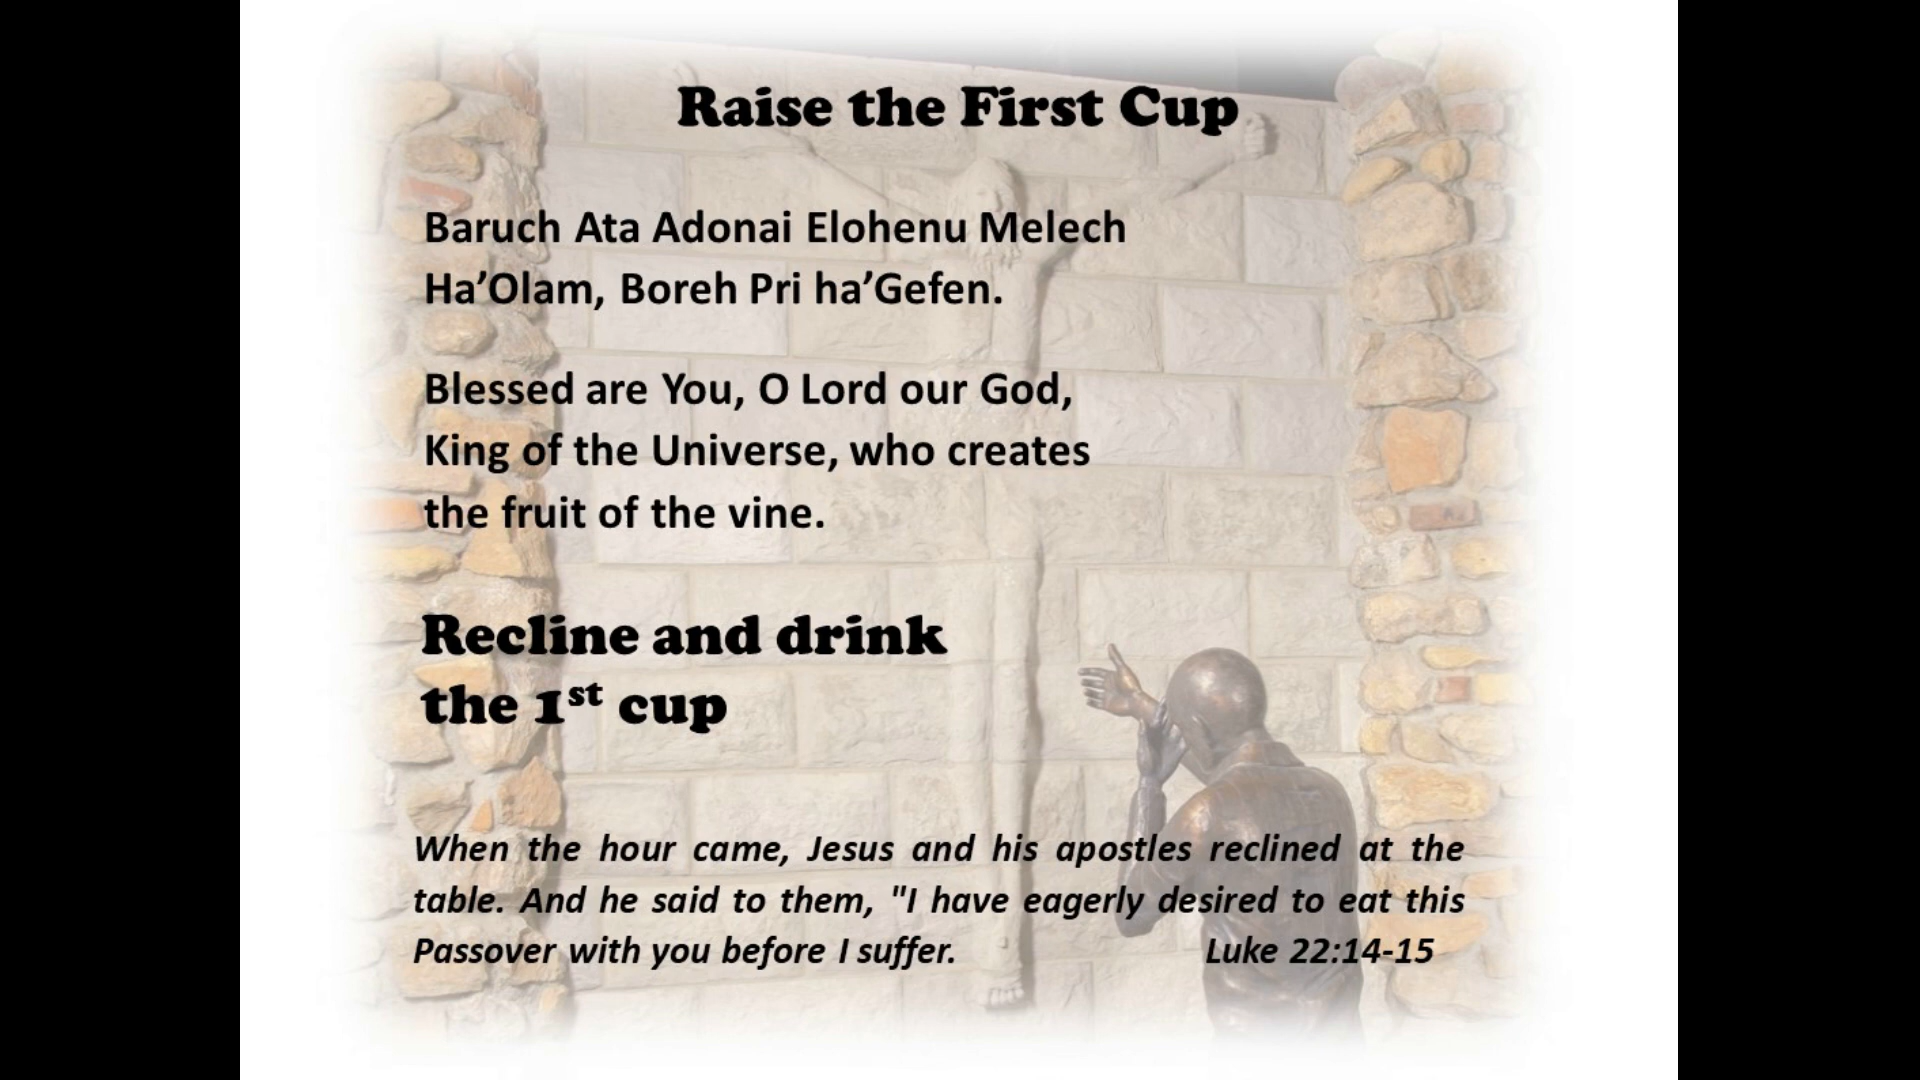 Raise the First Cup
Baruch Ata Adonai Elohenu Melech
Ha’Olam, Boreh Pri ha’Gefen.
Blessed are You, O Lord our God,
King of the Universe, who creates
the fruit of the vine.
Recline and drink
the 1st cup
When the hour came, Jesus and his apostles reclined at the
table. And he said to them, "I have eagerly desired to eat this
Passover with you before I suffer. Luke 22:14-15